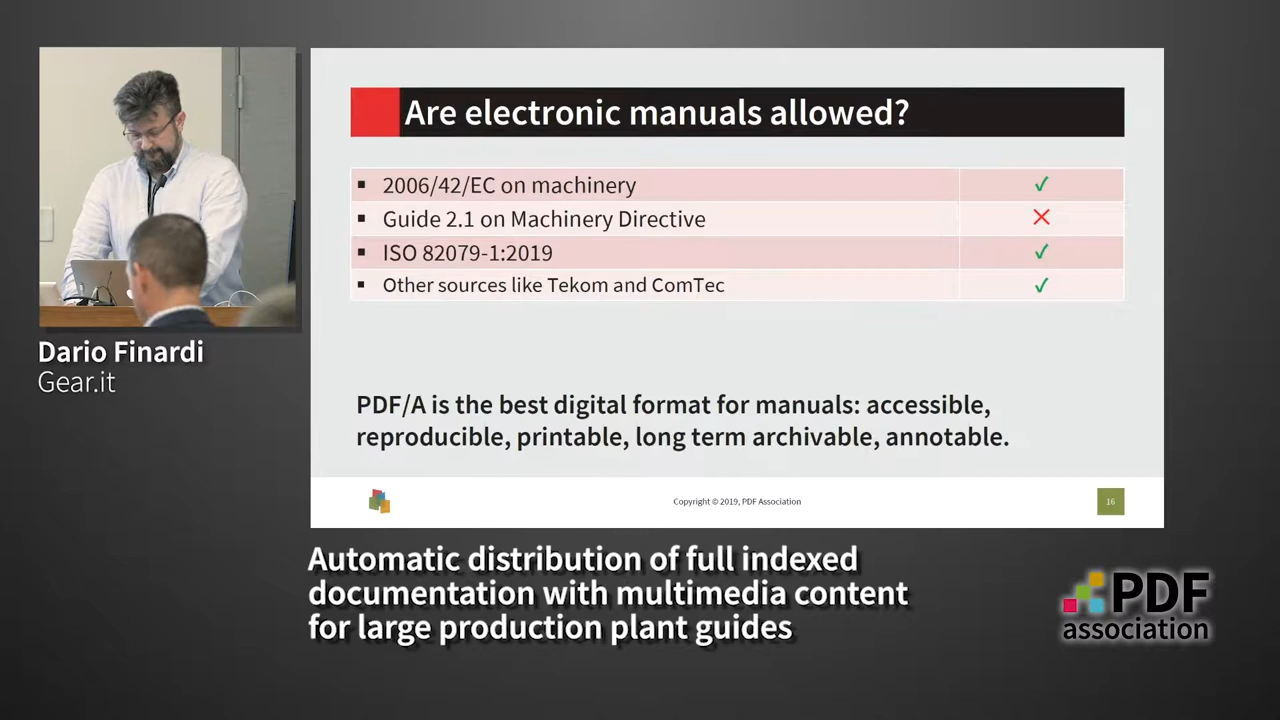 Are electronic manuals allowed?
▪ 2006/42/EC on machinery ✓
▪ Guide 2.1 on Machinery Directive ✕
▪ ISO 82079-1:2019 ✓
▪ Other sources like Tekom and ComTec ✓
PDF/A is the best digital format for manuals: accessible,
reproducible, printable, long term archivable, annotable.
Copyright © 2019, PDF Association
16
Dario Finardi
Gear.it
Automatic distribution of full indexed
documentation with multimedia content
for large production plant guides
PDF
association